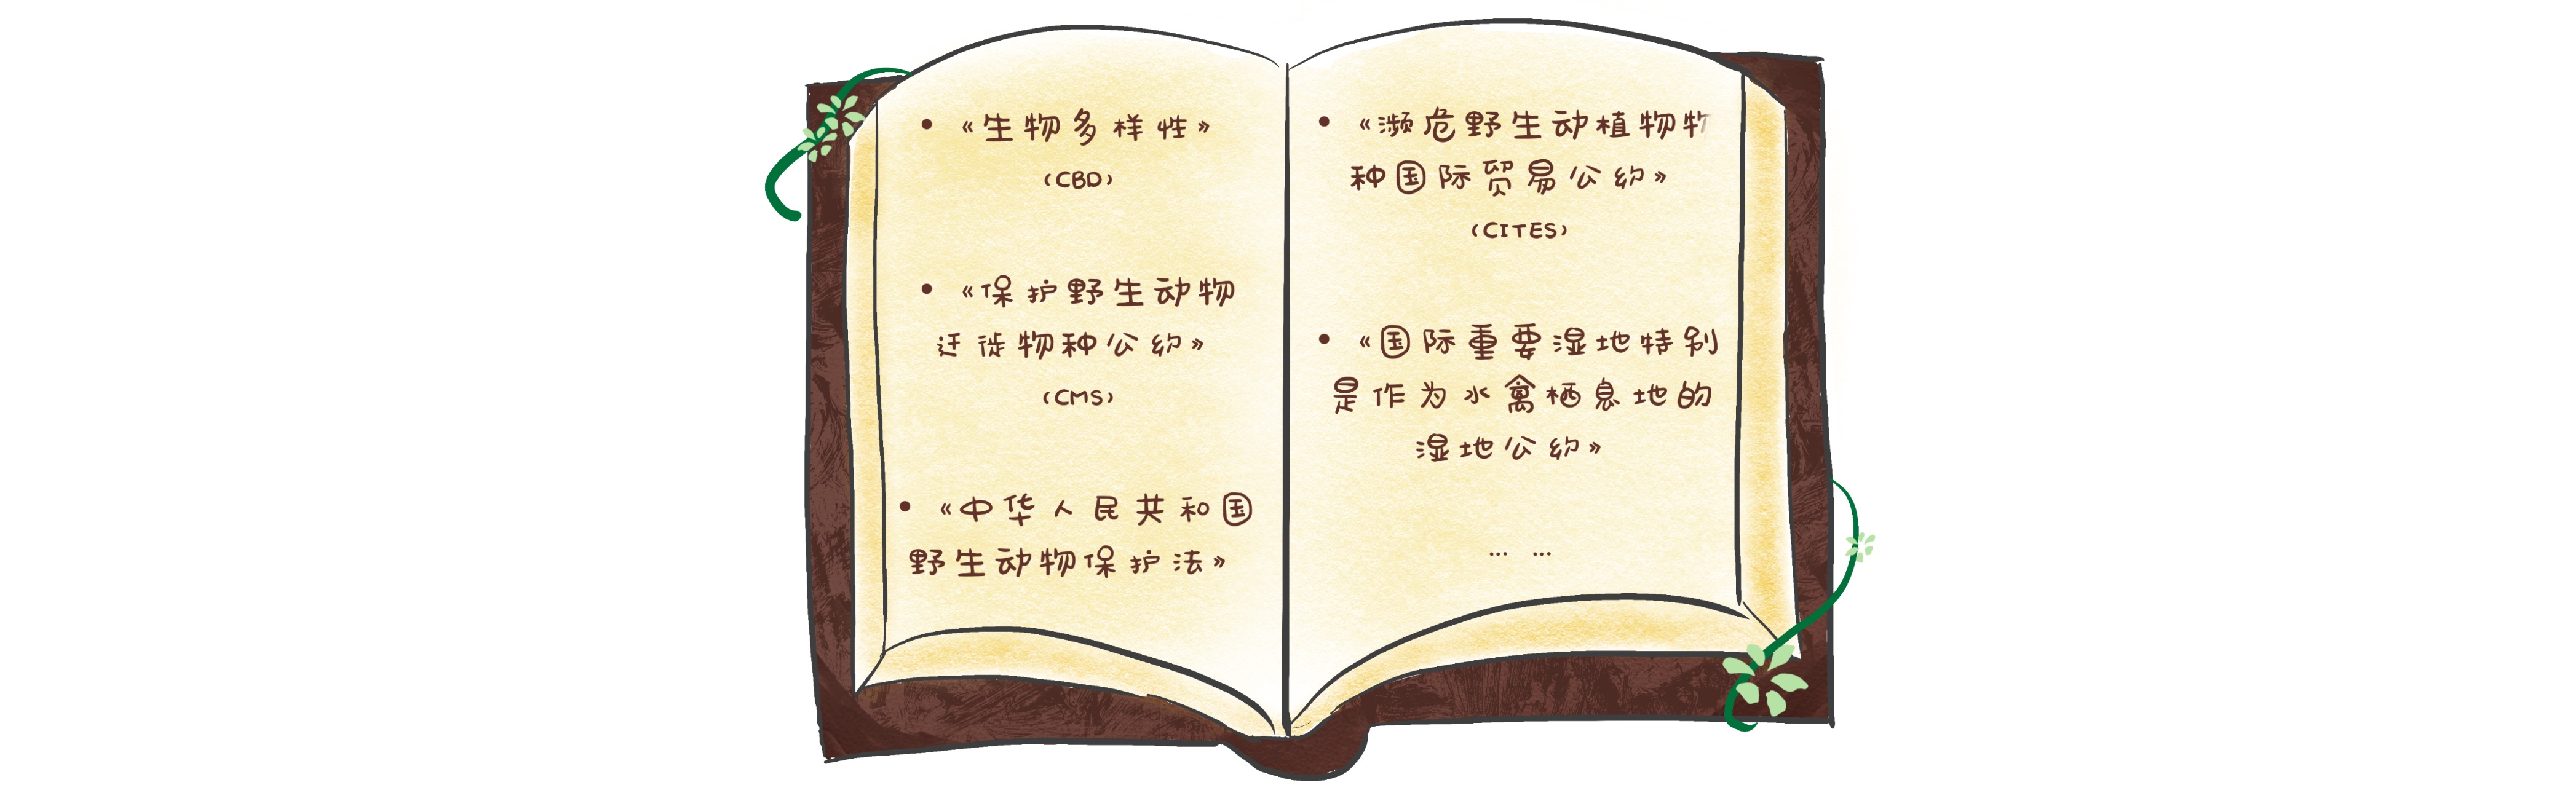 • 《生物多样性》
(CBD)
• 《保护野生动物
迁徙物种公约》
(CMS)
• 《中华人民共和国
野生动物保护法》
• 《濒危野生动植物物
种国际贸易公约》
(CITES)
• 《国际重要湿地特别
是作为水禽栖息地的
湿地公约》
… …